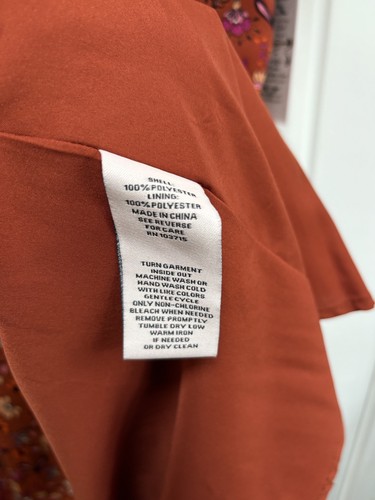 SHELL:
100% POLYESTER
LINING:
100% POLYESTER
MADE IN CHINA
SEE REVERSE
FOR CARE
RN 103715
TURN GARMENT
INSIDE OUT
MACHINE WASH OR
HAND WASH COLD
WITH LIKE COLORS
GENTLE CYCLE
ONLY NON-CHLORINE
BLEACH WHEN NEEDED
REMOVE PROMPTLY
TUMBLE DRY LOW
WARM IRON
IF NEEDED
OR DRY CLEAN